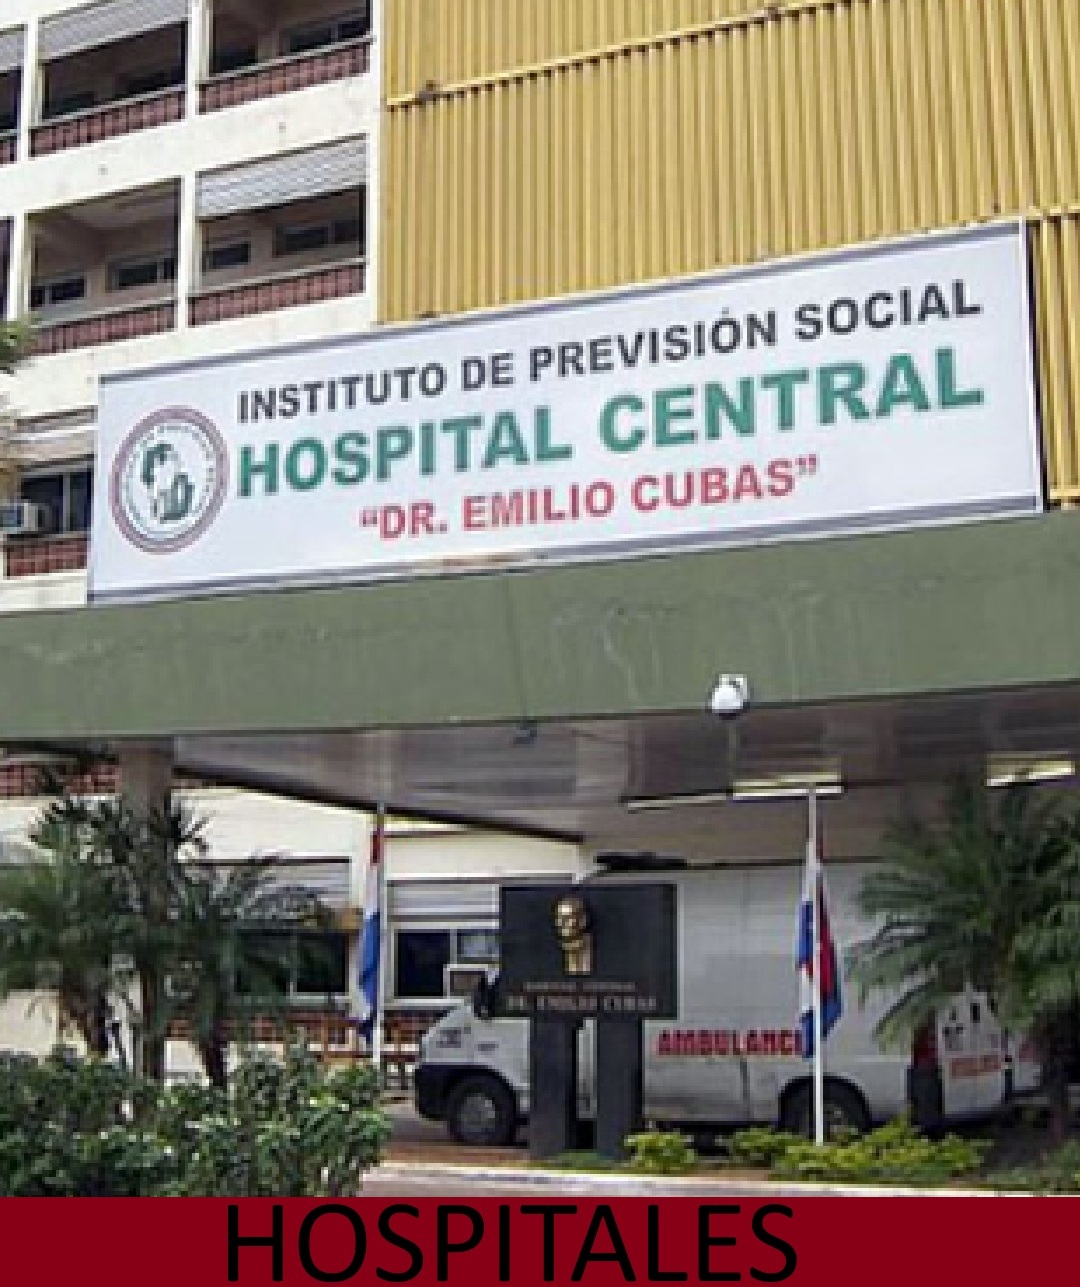 INSTITUTO DE PREVISIÓN SOCIAL
HOSPITAL CENTRAL
“DR. EMILIO CUBAS”
DR. EMILIO CUBAS
AMBULANCI
HOSPITALES